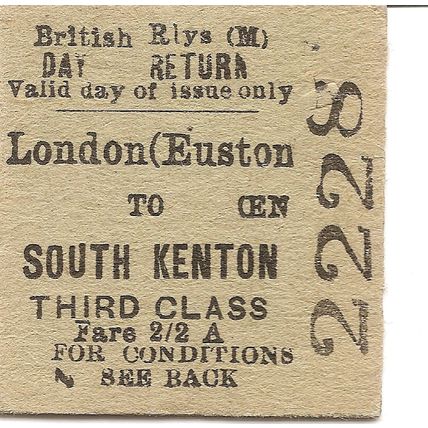 British Rlys (M)
DAY RETURN
Valid day of issue only
London(Euston
TO (EN
SOUTH KENTON
THIRD CLASS
Fare 2/2 A
FOR CONDITIONS
SEE BACK
2228